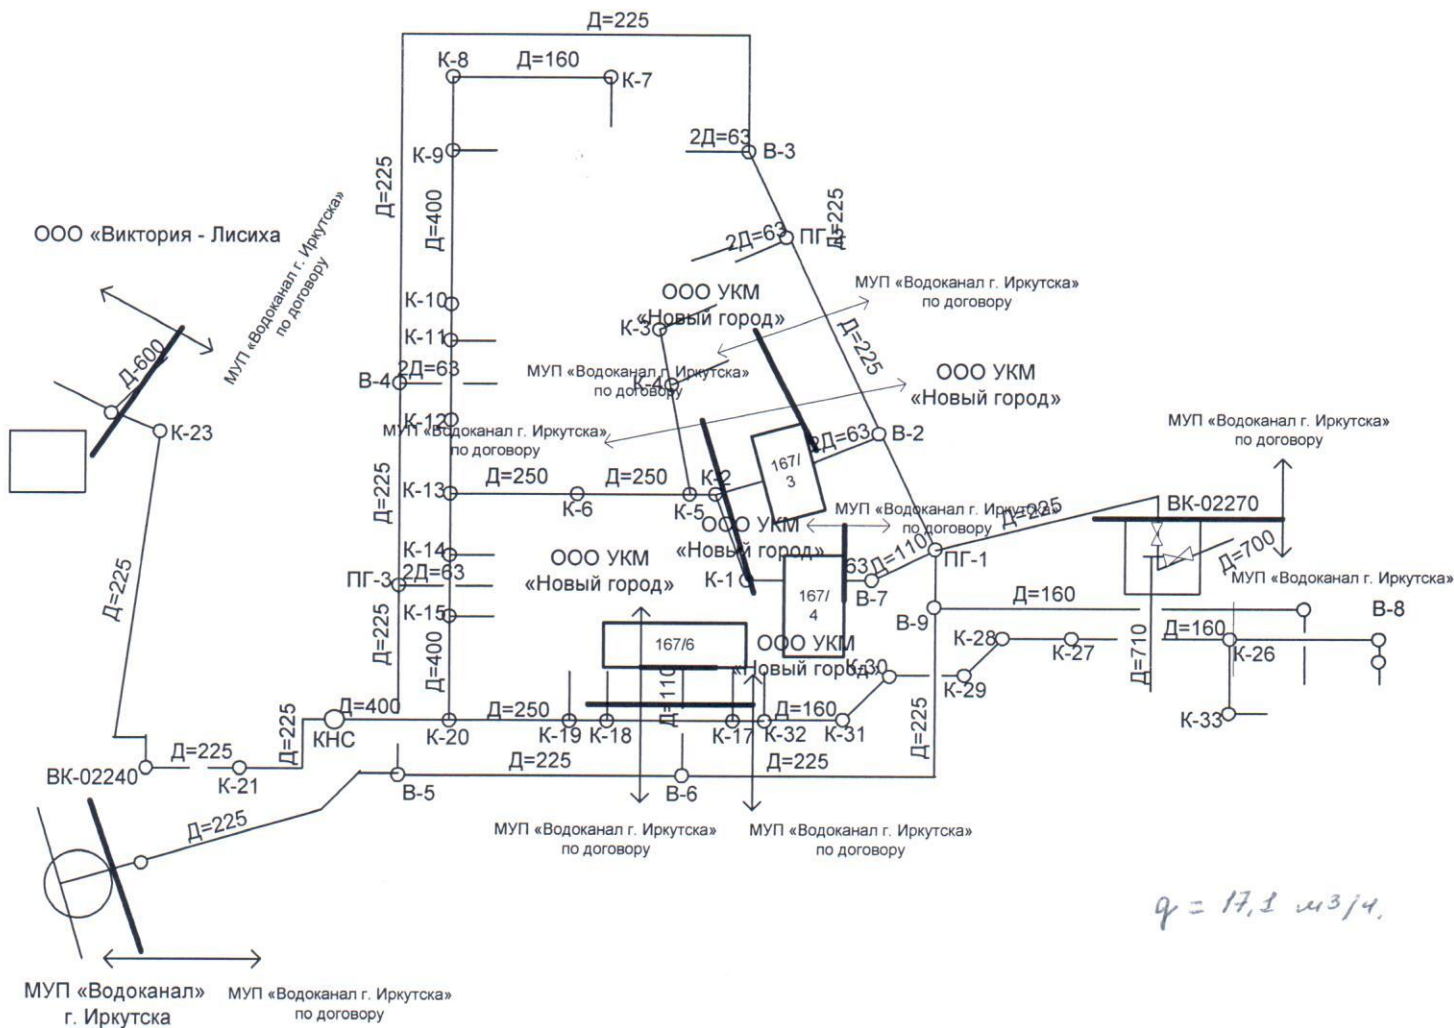 Д=225
К-8
Д=160
К-7
2Д=63
В-3
К-9
Д=225
Д=400
Д=225
ООО «Виктория - Лисиха
МУП «Водоканал г. Иркутска»
по договору
2Д=63
МУП «Водоканал г. Иркутска»
по договору
ООО УКМ
«Новый город»
К-10
К-3
К-11
Д=225
Д-600
В-4
2Д=63
МУП «Водоканал г. Иркутска»
по договору
К-4
ООО УКМ
«Новый город»
К-12
МУП «Водоканал г. Иркутска»
по договору
К-23
2Д=63
В-2
МУП «Водоканал г. Иркутска»
по договору
167/
3
К-13
Д=250
Д=250
К-2
К-6
К-5
Д=225
Д=225
ВК-02270
МУП «Водоканал г. Иркутска»
по договору
ООО УКМ
«Новый город»
К-14
ООО УКМ
«Новый город»
Д=110
ПГ-1
Д=700
МУП «Водоканал г. Иркутска»
ПГ-3
2Д=63
К-1
63
В-7
167/
4
Д=225
К-15
Д=160
В-8
В-9
Д=225
Д=400
167/6
ООО УКМ
«Новый город»
К-28
К-27
Д=160
К-26
Д=710
К-30
К-29
Д=110
К-33
Д=400
КНС
К-20
Д=250
К-19
К-18
К-17
К-32
Д=160
К-31
Д=225
Д=225
ВК-02240
Д=225
К-21
В-5
Д=225
В-6
Д=225
Д=225
МУП «Водоканал г. Иркутска»
по договору
МУП «Водоканал г. Иркутска»
по договору
q = 17,1 м3/ч.
МУП «Водоканал»
г. Иркутска
МУП «Водоканал г. Иркутска»
по договору